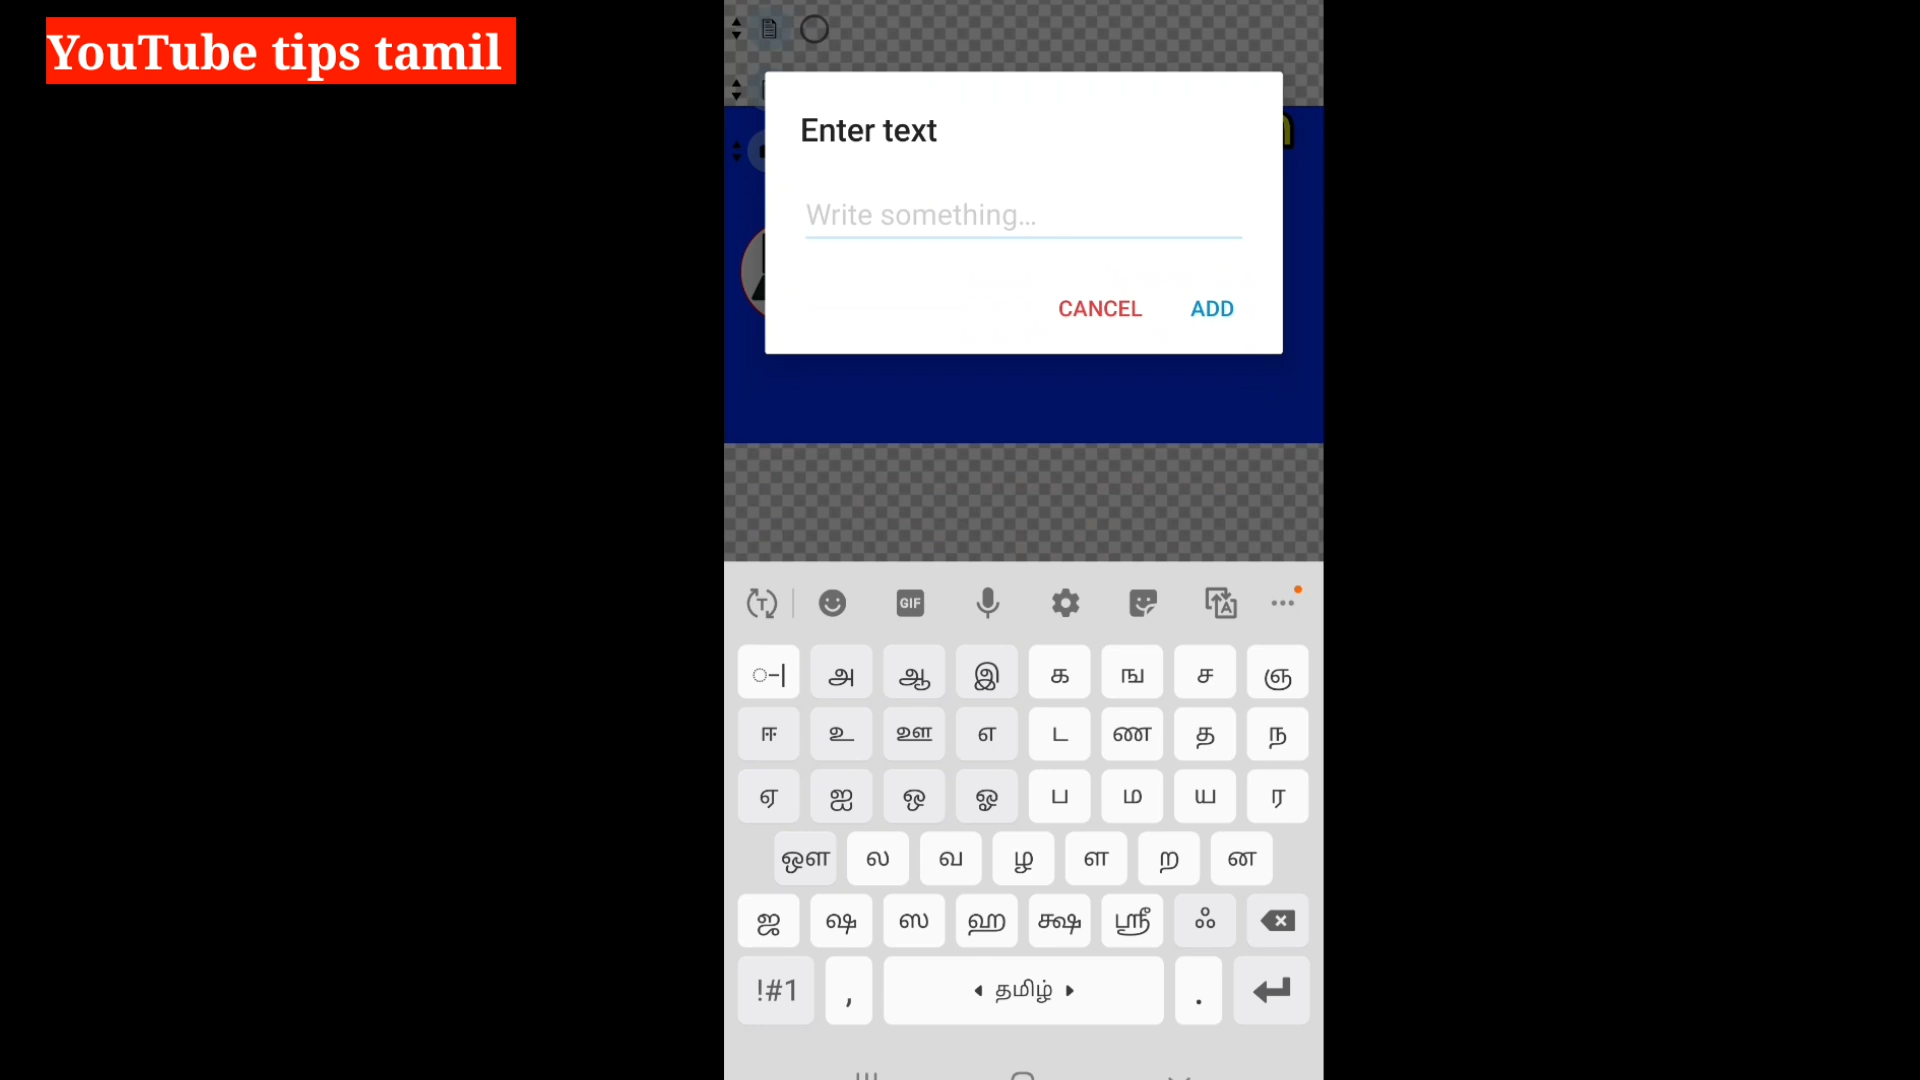 YouTube tips tamil
Enter text
Write something...
CANCEL ADD
T GIF A
அ ஆ இ க ங ச ஞ
ஈ உ ஊ எ ட ண த ந
ஏ ஐ ஒ ஓ ப ம ய ர
ஔ ல வ ழ ள ற ன
ஜ ஷ ஸ ஹ க்ஷ ஸ்ரீ ஃ
!#1 , தமிழ் .